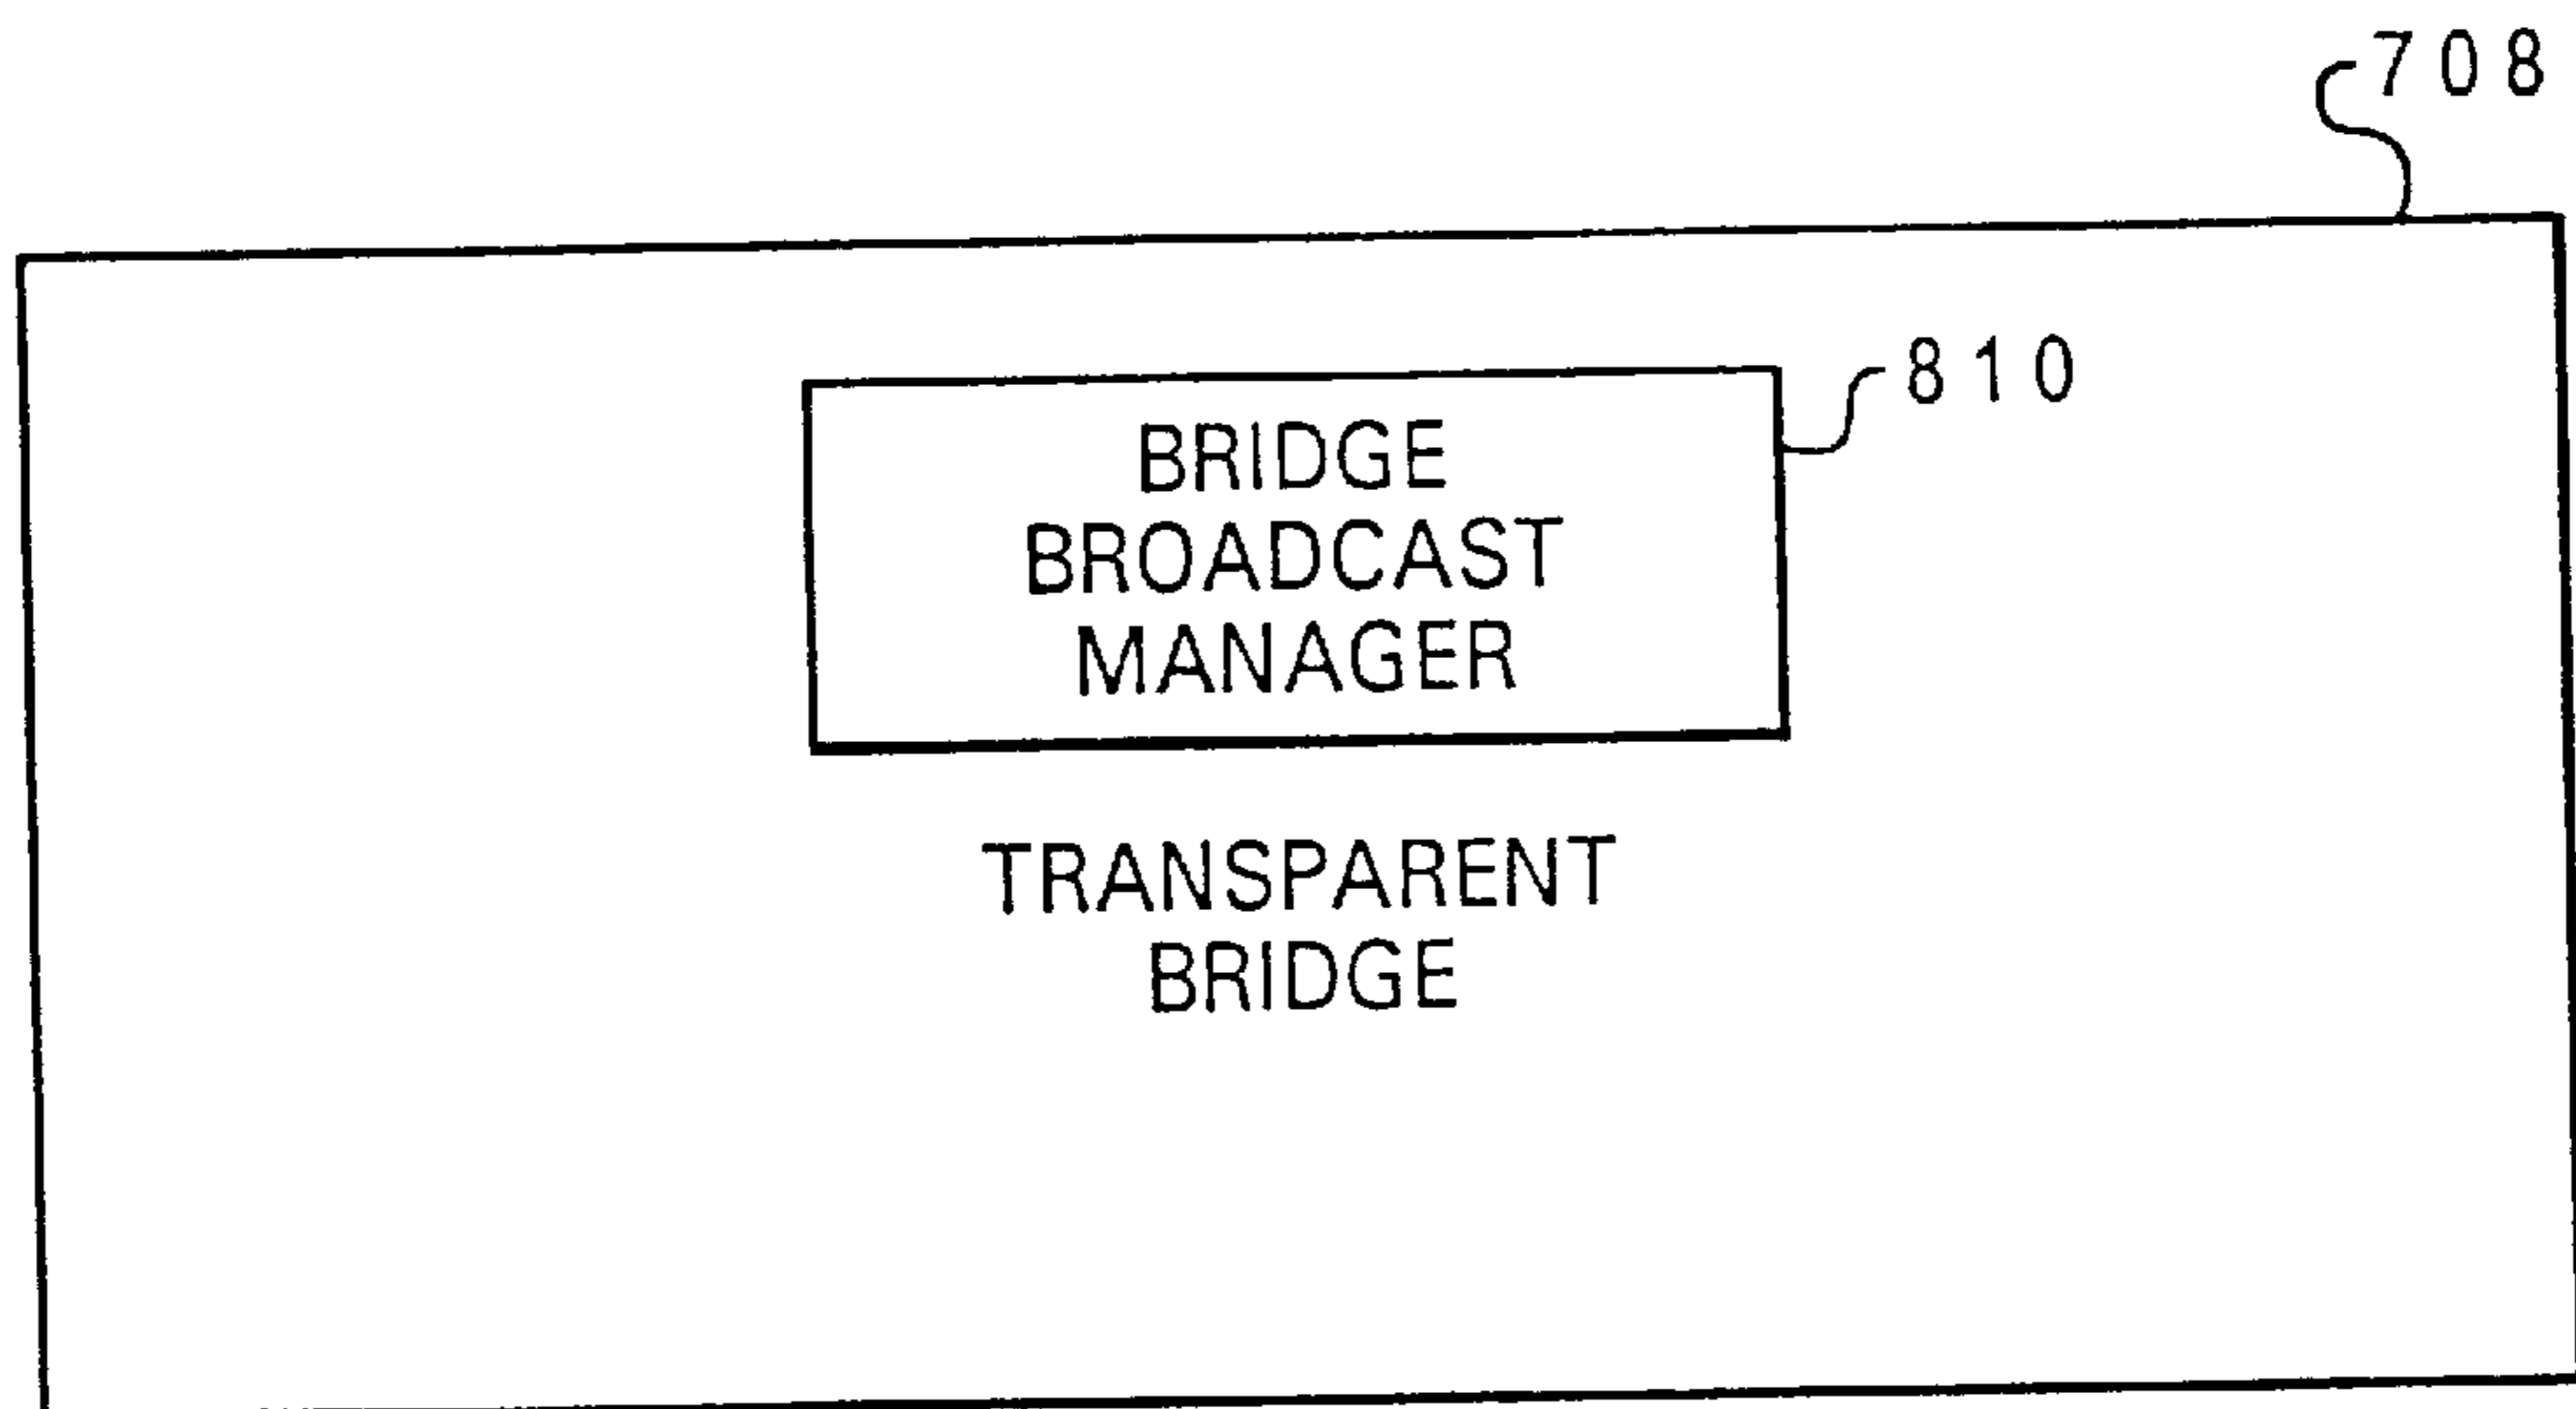 708
810
BRIDGE
BROADCAST
MANAGER
TRANSPARENT
BRIDGE